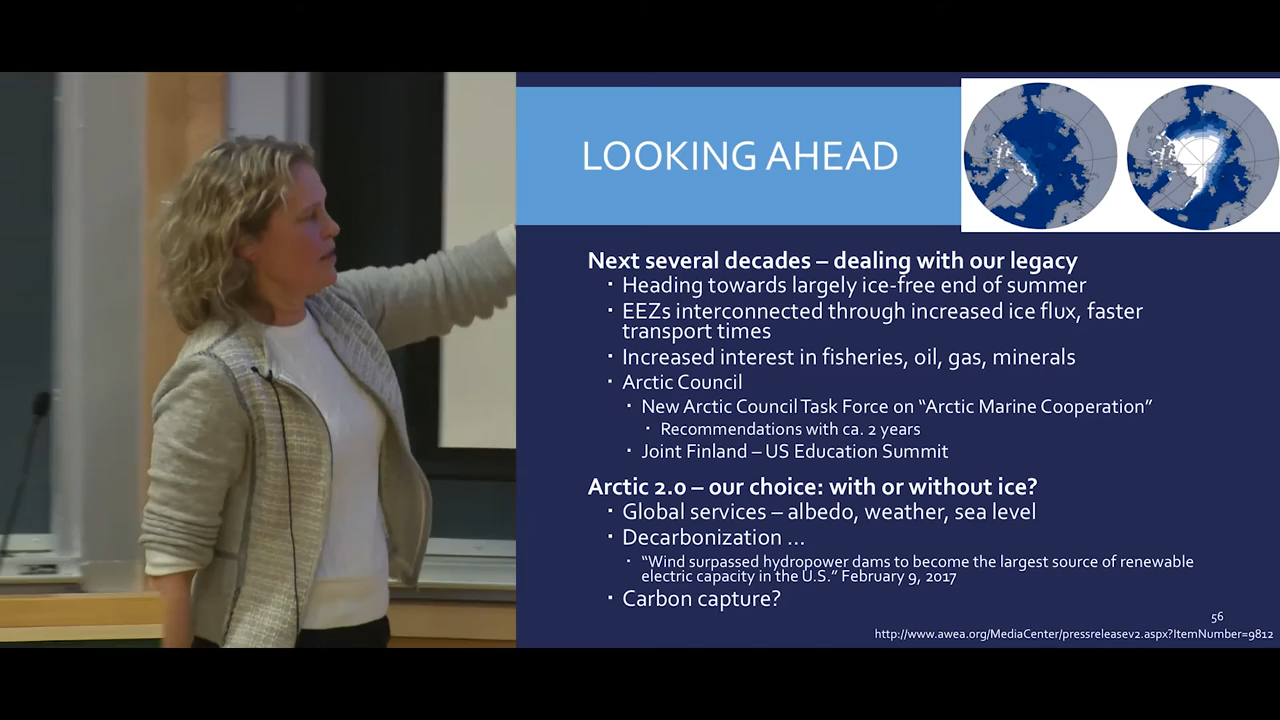 LOOKING AHEAD
Next several decades – dealing with our legacy
▪ Heading towards largely ice-free end of summer
▪ EEZs interconnected through increased ice flux, faster
transport times
▪ Increased interest in fisheries, oil, gas, minerals
▪ Arctic Council
▪ New Arctic Council Task Force on “Arctic Marine Cooperation”
▪ Recommendations with ca. 2 years
▪ Joint Finland – US Education Summit
Arctic 2.0 – our choice: with or without ice?
▪ Global services – albedo, weather, sea level
▪ Decarbonization ...
▪ “Wind surpassed hydropower dams to become the largest source of renewable
electric capacity in the U.S.” February 9, 2017
▪ Carbon capture?
56
http://www.awea.org/MediaCenter/pressreleasev2.aspx?ItemNumber=9812